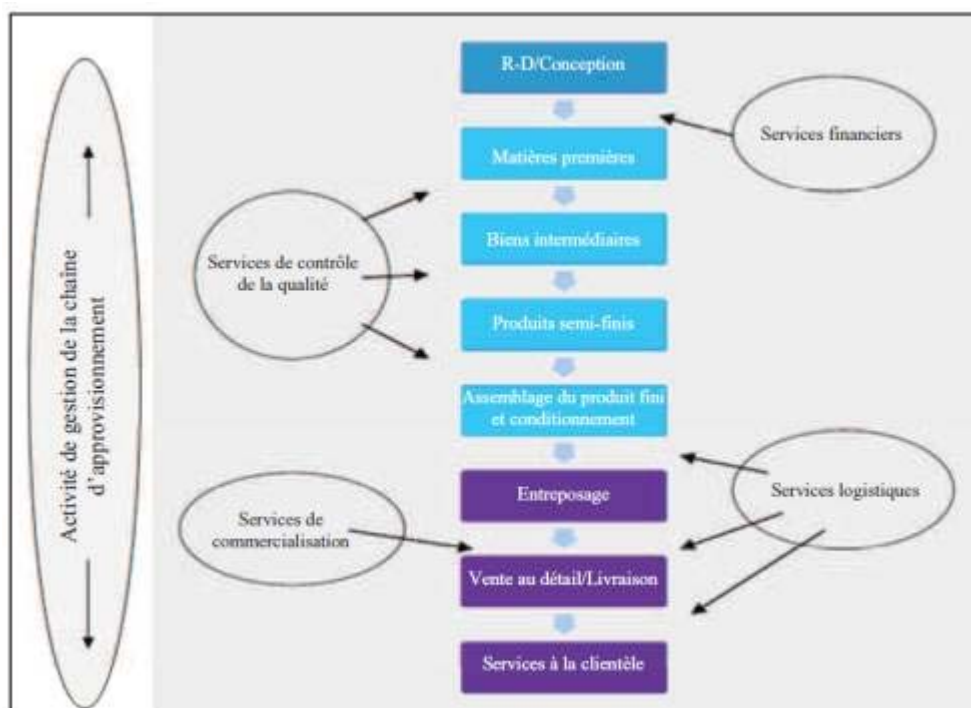 R-D/Conception
Services financiers
Matières premières
Biens intermédiaires
Services de contrôle
de la qualité
Produits semi-finis
Assemblage du produit fini
et conditionnement
Entreposage
Services logistiques
Services de
commercialisation
Vente au détail/Livraison
Services à la clientèle
Activité de gestion de la chaîne
d’approvisionnement